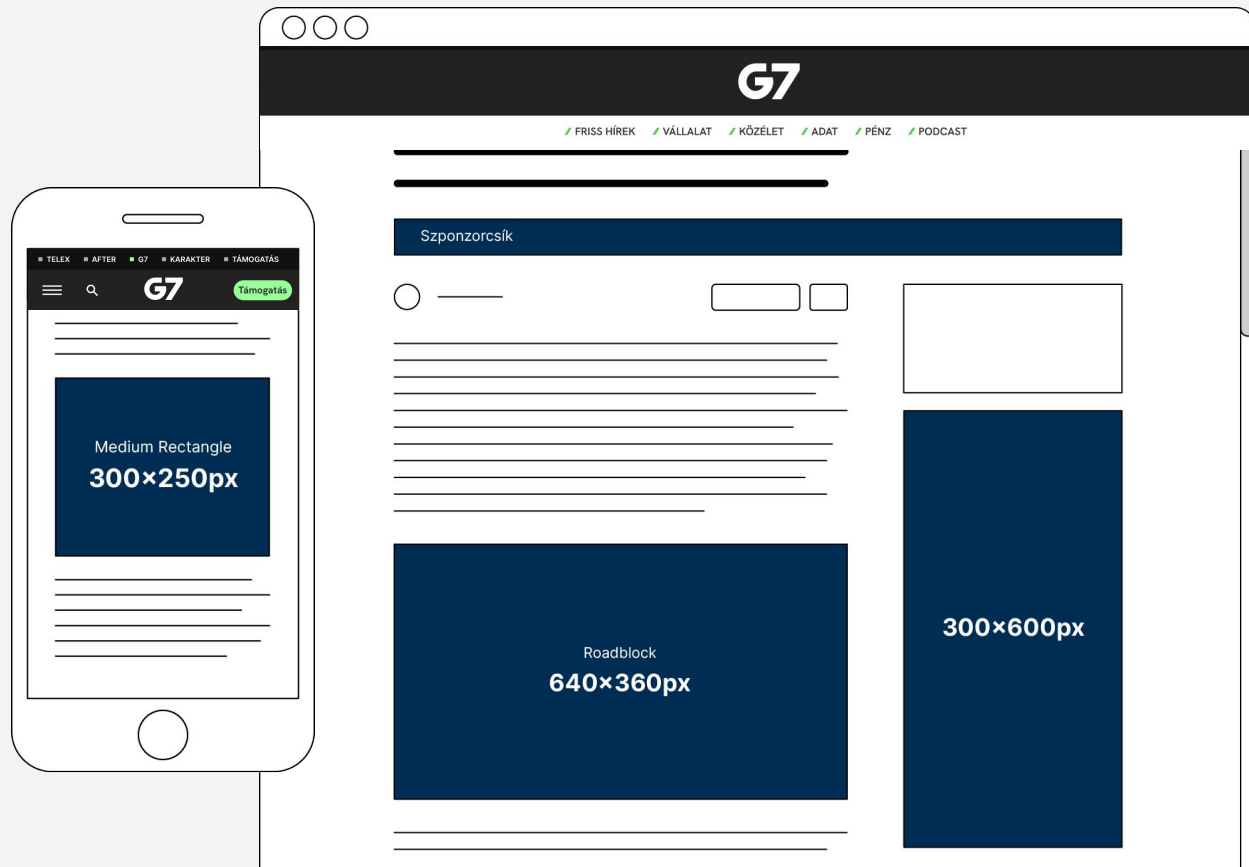 G7
FRISS HÍREK VÁLLALAT KÖZÉLET ADAT PÉNZ PODCAST
Szponzorcsík
TELEX AFTER G7 KARAKTER TÁMOGATÁS
G7 Támogatás
Medium Rectangle
300×250px
Roadblock
640×360px
300×600px